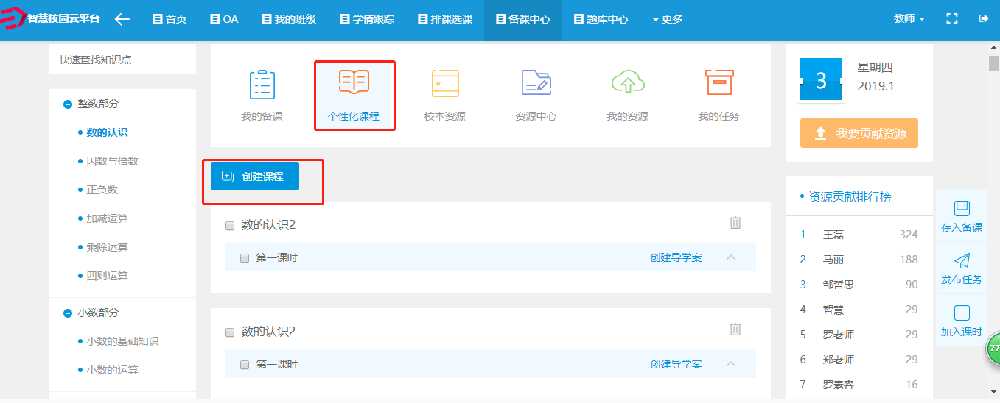 智慧校园云平台 首页 OA 我的班级 学情跟踪 排课选课 备课中心 题库中心 更多 教师
快速查找知识点
整数部分
数的认识
因数与倍数
正负数
加减运算
乘除运算
四则运算
小数部分
小数的基础知识
小数的运算
我的备课 个性化课程 校本资源 资源中心 我的资源 我的任务
创建课程
数的认识2
第一课时 创建导学案
数的认识2
第一课时 创建导学案
3
星期四
2019.1
我要贡献资源
资源贡献排行榜
1 王磊 324
2 马丽 188
3 邹哲思 90
4 智慧 29
5 罗老师 29
6 郑老师 29
7 罗素容 16
存入备课
发布任务
加入课时
77